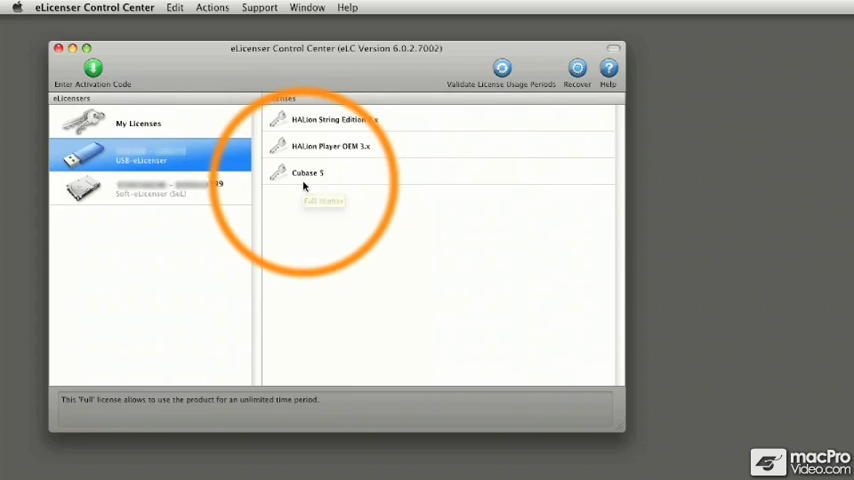 eLicenser Control Center Edit Actions Support Window Help
eLicenser Control Center (eLC Version 6.0.2.7002)
Enter Activation Code Validate License Usage Periods Recover Help
eLicensers
My Licenses
USB-eLicenser
Soft-eLicenser (SeL)
HALion String Edition
HALion Player OEM 3.x
Cubase 5
Full license
This 'Full' license allows to use the product for an unlimited time period.
macPro
Video.com